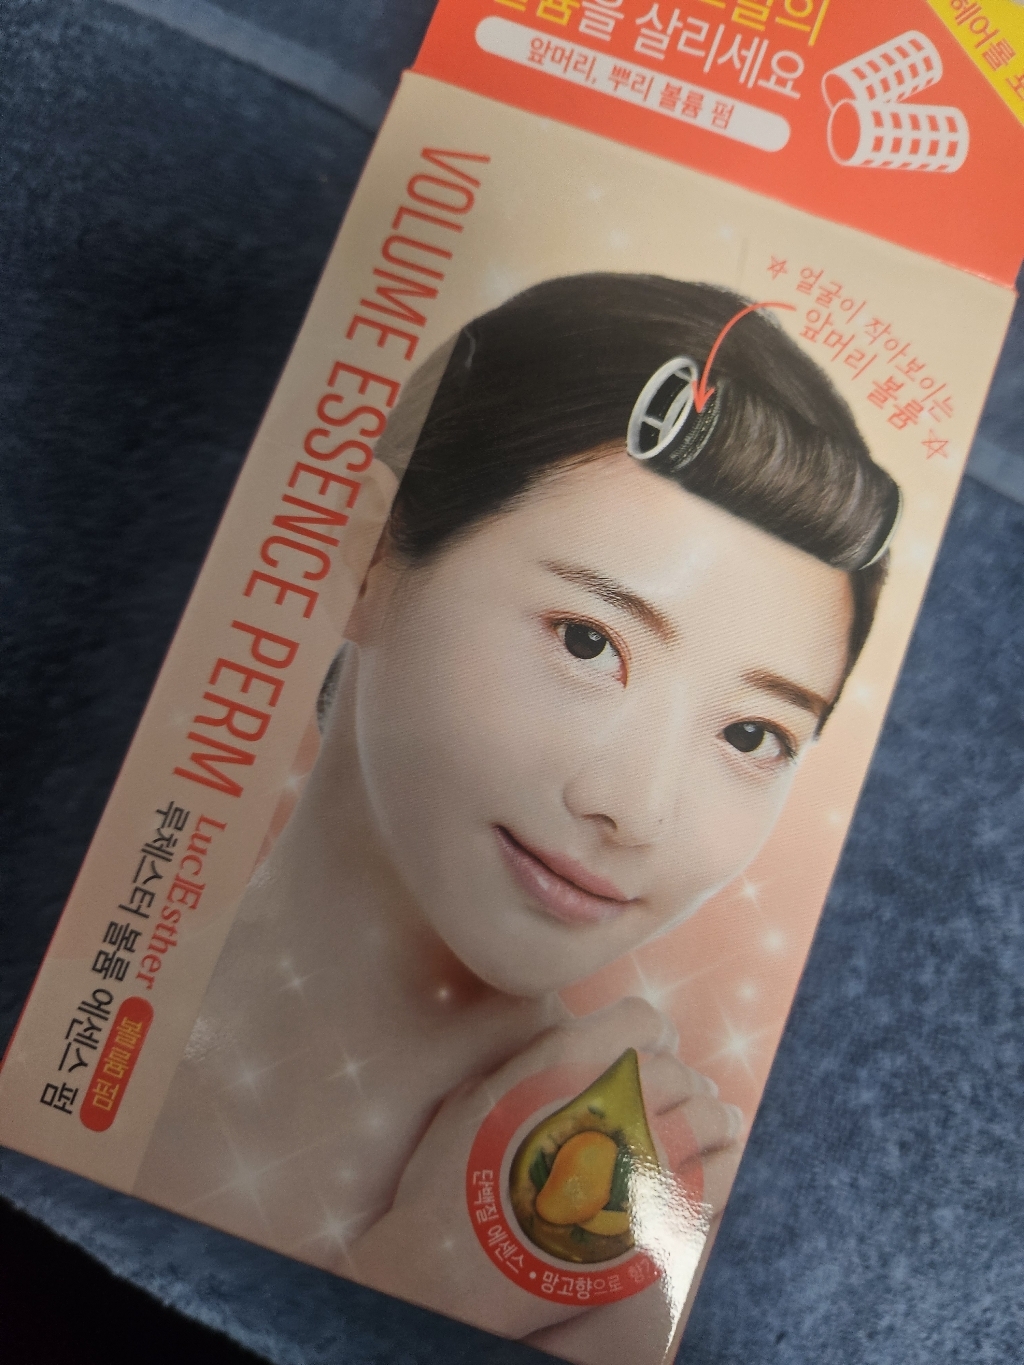 볼륨을 살리세요
앞머리, 뿌리 볼륨 펌
헤어롤
얼굴이 작아보이는
앞머리 볼륨
VOLUME ESSENCE PERM
LucIEsther
루체스터 볼륨 에센스 펌
단백질 에센스 • 망고향으로